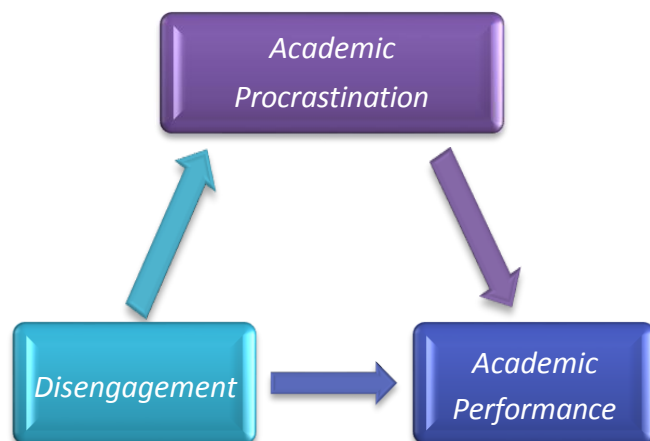 Academic
Procrastination
Disengagement
Academic
Performance